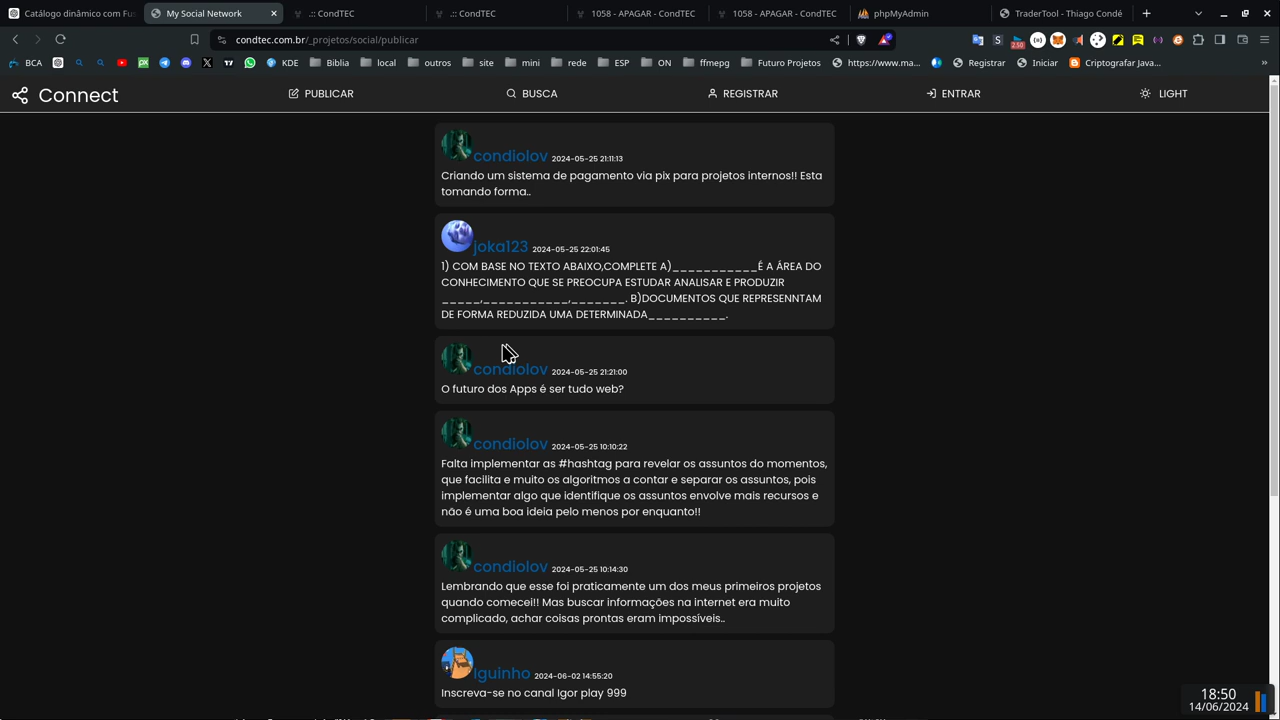 Catálogo dinâmico com Fu
My Social Network
.:: CondTEC
.:: CondTEC
1058 - APAGAR - CondTEC
1058 - APAGAR - CondTEC
phpMyAdmin
TraderTool - Thiago Condé
condtec.com.br/_projetos/social/publicar
2.50
BCA
KDE
Biblia
local
outros
site
mini
rede
ESP
ON
ffmepg
Futuro Projetos
https://www.ma...
Registrar
Iniciar
Criptografar Java...
Connect
PUBLICAR
BUSCA
REGISTRAR
ENTRAR
LIGHT
condiolov 2024-05-25 21:11:13
Criando um sistema de pagamento via pix para projetos internos!! Esta
tomando forma..
joka123 2024-05-25 22:01:45
1) COM BASE NO TEXTO ABAIXO,COMPLETE A)___________É A ÁREA DO
CONHECIMENTO QUE SE PREOCUPA ESTUDAR ANALISAR E PRODUZIR
_____,___________,_______. B)DOCUMENTOS QUE REPRESENNTAM
DE FORMA REDUZIDA UMA DETERMINADA__________.
condiolov 2024-05-25 21:21:00
O futuro dos Apps é ser tudo web?
condiolov 2024-05-25 10:10:22
Falta implementar as #hashtag para revelar os assuntos do momentos,
que facilita e muito os algoritmos a contar e separar os assuntos, pois
implementar algo que identifique os assuntos envolve mais recursos e
não é uma boa ideia pelo menos por enquanto!!
condiolov 2024-05-25 10:14:30
Lembrando que esse foi praticamente um dos meus primeiros projetos
quando comecei!! Mas buscar informações na internet era muito
complicado, achar coisas prontas eram impossíveis..
Iguinho 2024-06-02 14:55:20
Inscreva-se no canal Igor play 999
18:50
14/06/2024